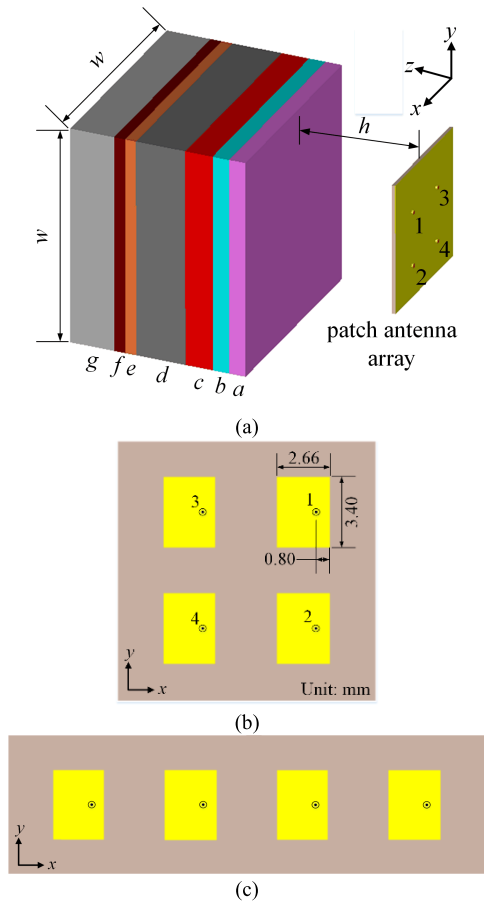 w
y
z
x
h
w
3
1
4
2
patch antenna
array
g f e d c b a
(a)
2.66
3 1
3.40
0.80
4 2
y
x Unit: mm
(b)
y
x
(c)